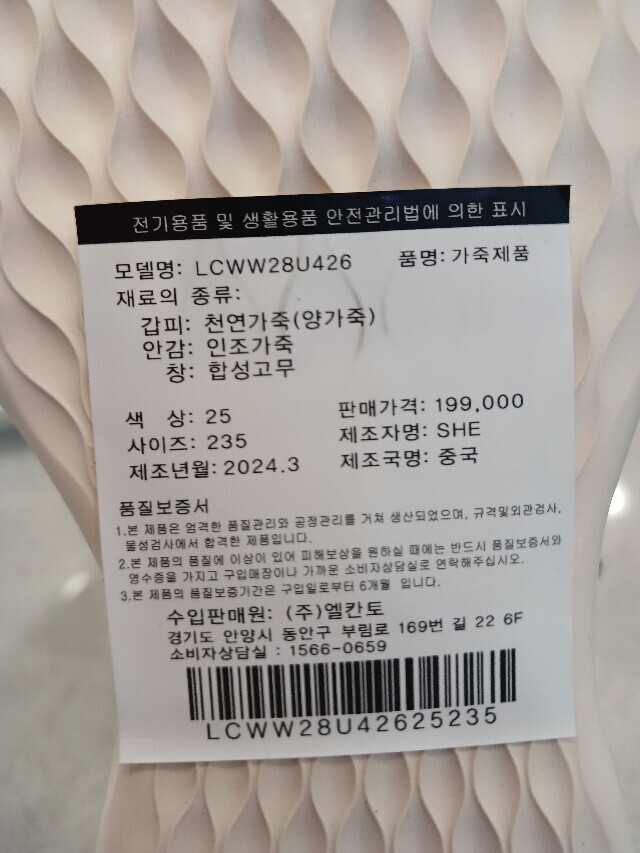 전기용품 및 생활용품 안전관리법에 의한 표시
모델명: LCWW28U426 품명: 가죽제품
재료의 종류:
갑피: 천연가죽(양가죽)
안감: 인조가죽
창: 합성고무
색 상: 25 판매가격: 199,000
사이즈: 235 제조자명: SHE
제조년월: 2024.3 제조국명: 중국
품질보증서
1.본 제품은 엄격한 품질관리와 공정관리를 거쳐 생산되었으며, 규격및외관검사,
물성검사에서 합격한 제품입니다.
2.본 제품의 품질에 이상이 있어 피해보상을 원하실 때에는 반드시 품질보증서와
영수증을 가지고 구입매장이나 가까운 소비자상담실로 연락해주십시오.
3.본 제품의 품질보증기간은 구입일로부터 6개월 입니다.
수입판매원: (주)엘칸토
경기도 안양시 동안구 부림로 169번 길 22 6F
소비자상담실 : 1566-0659
LCWW28U42625235